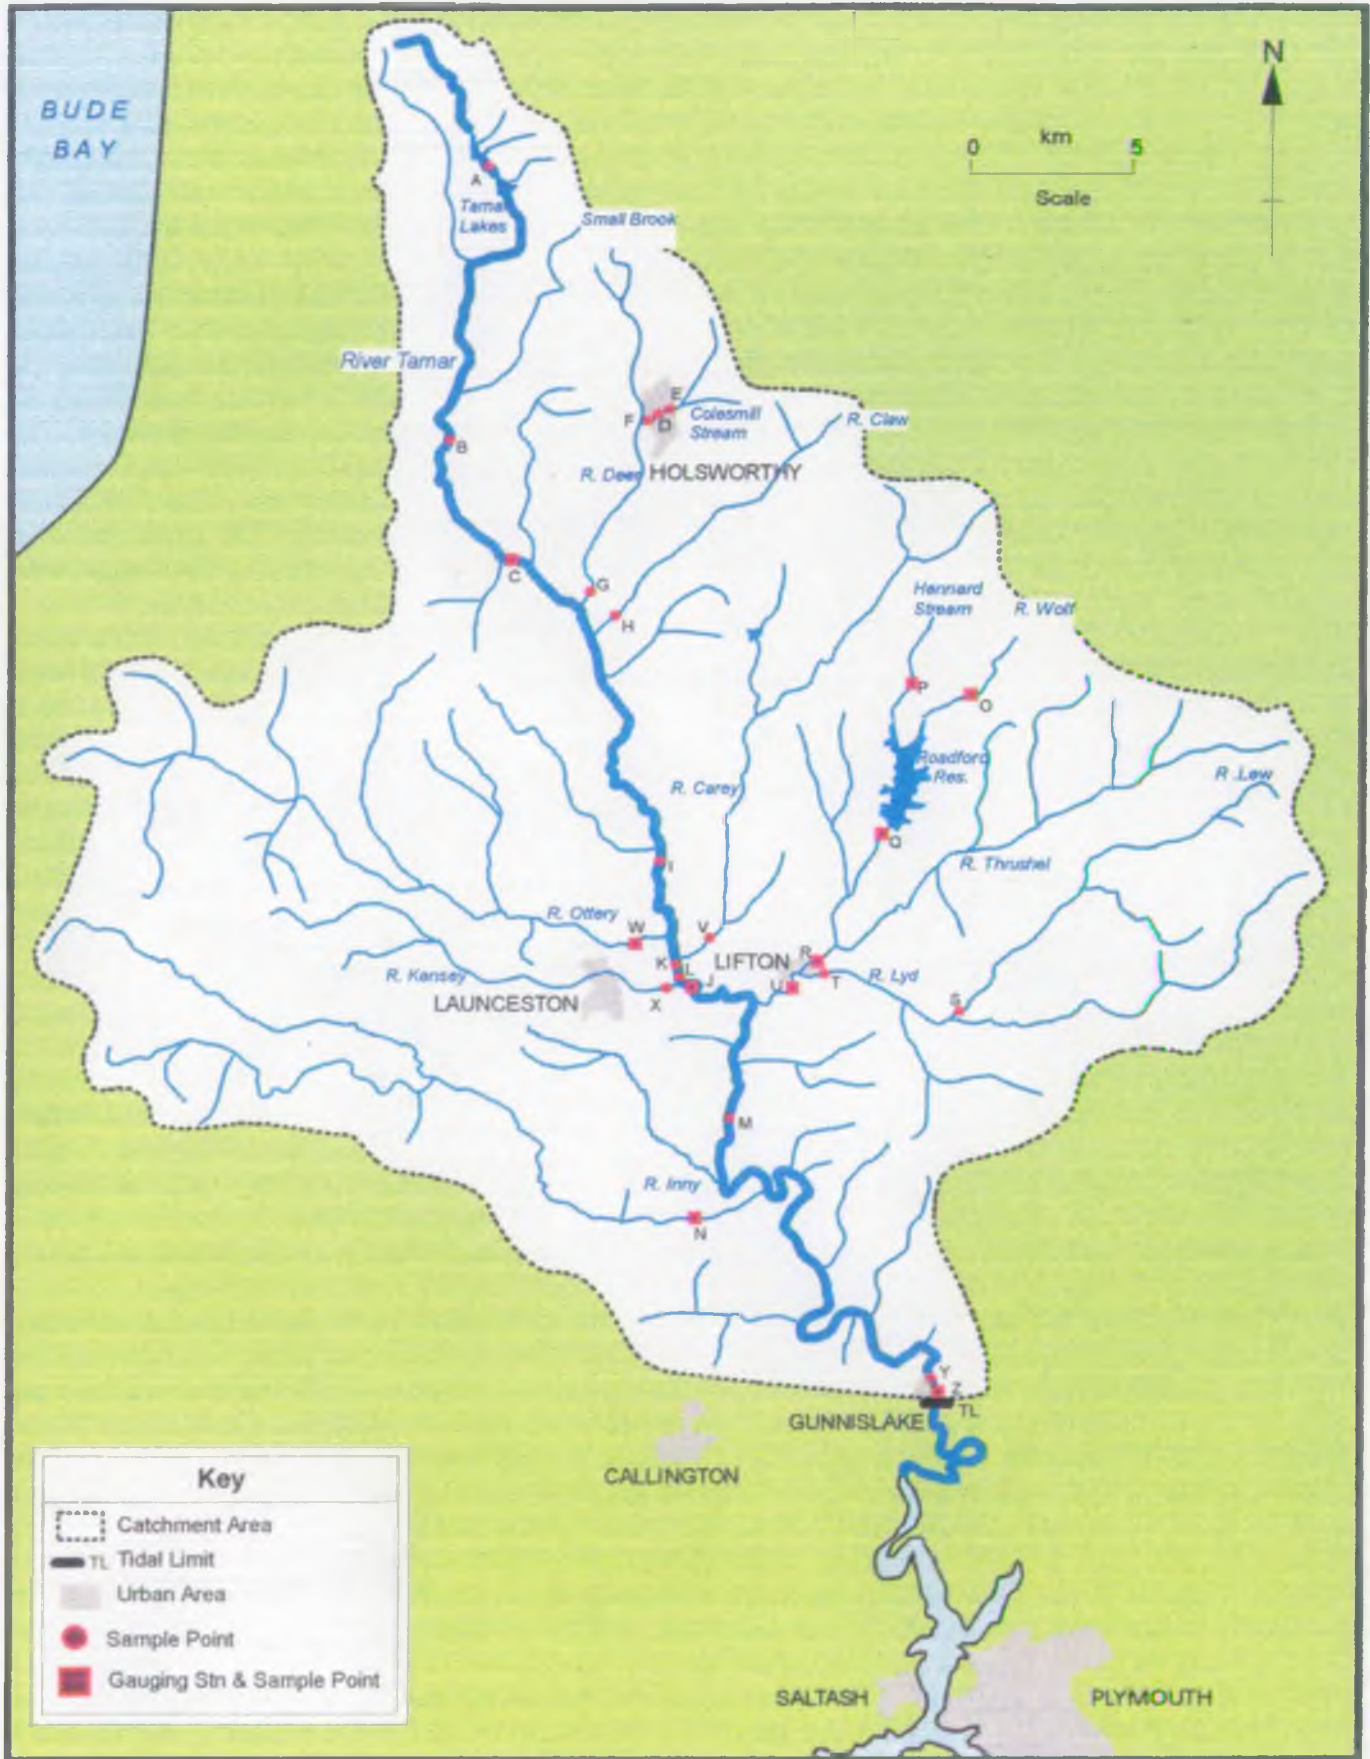 N
BUDE
BAY
km
0
5
Scale
A
Tamar
Lakes
Small Brook
River Tamar
E
F
D
Colesmill
Stream
R. Claw
B
R. Deer
HOLSWORTHY
C
G
H
Hennard
Stream
R. Wolf
P
O
Roadford
Res.
R. Carey
R .Lew
Q
I
R. Thrushel
R. Ottery
W
V
K
L
J
LIFTON
R
R. Kensey
T
R. Lyd
U
LAUNCESTON
X
S
M
R. Inny
N
Y
Z
TL
GUNNISLAKE
CALLINGTON
Key
Catchment Area
TL Tidal Limit
Urban Area
Sample Point
Gauging Stn & Sample Point
SALTASH
PLYMOUTH